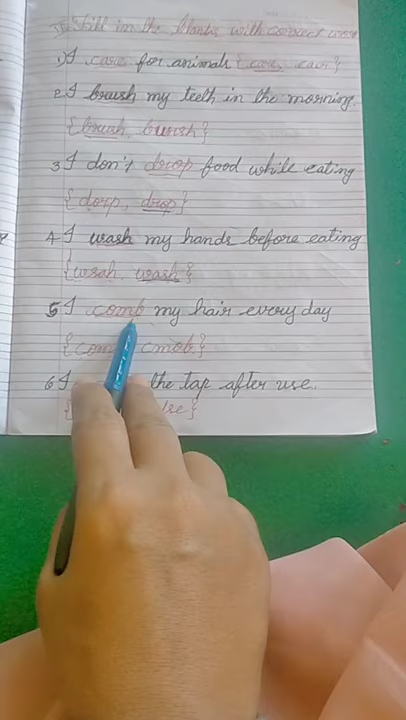 Fill in the blanks with correct word
1) I care for animals {care, caer}
2 I brush my teeth in the morning.
{brush, bursh}
3 I don't drop food while eating
{dorp, drop}
4 I wash my hands before eating
{wsah, wash}
5 I comb my hair every day
{com cmob}
6 I the tap after use.